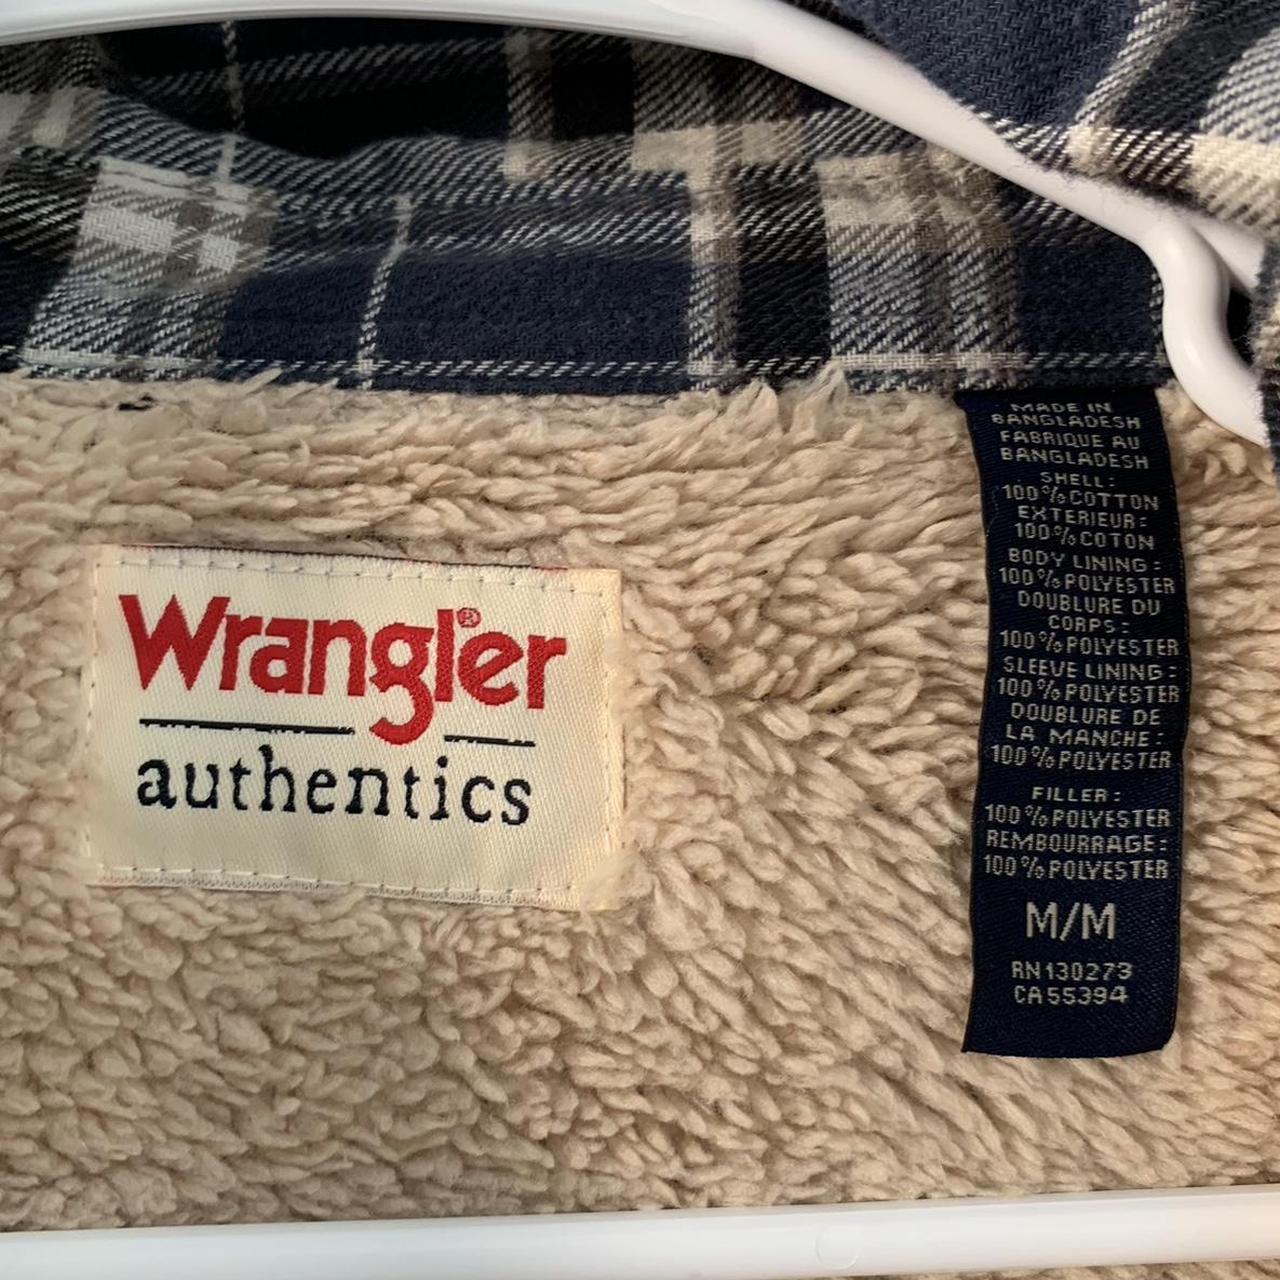 Wrangler®
authentics
MADE IN
BANGLADESH
FABRIQUE AU
BANGLADESH
SHELL:
100% COTTON
EXTERIEUR:
100% COTON
BODY LINING:
100% POLYESTER
DOUBLURE DU
CORPS:
100% POLYESTER
SLEEVE LINING:
100% POLYESTER
DOUBLURE DE
LA MANCHE:
100% POLYESTER
FILLER:
100% POLYESTER
REMBOURRAGE:
100% POLYESTER
M/M
RN130273
CA55394